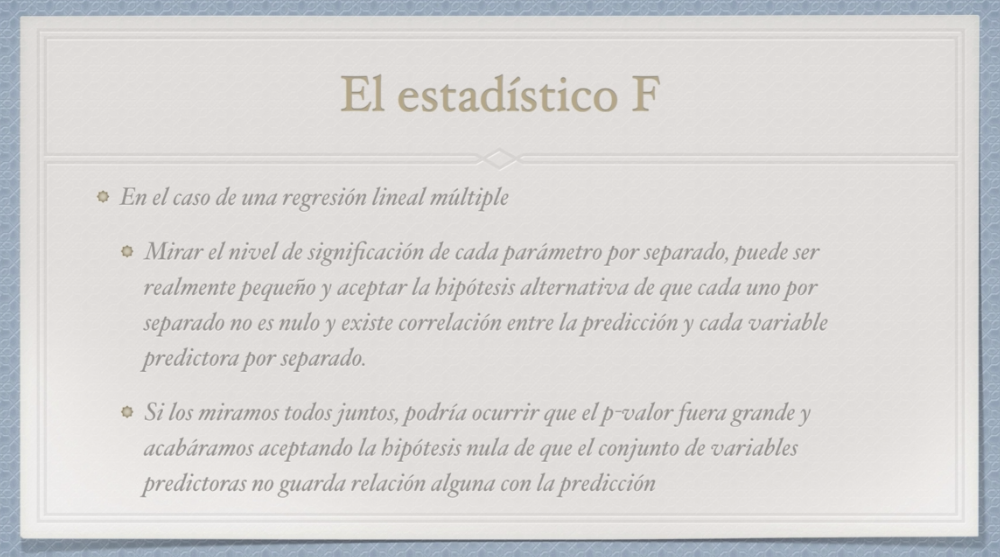 El estadístico F
En el caso de una regresión lineal múltiple
Mirar el nivel de significación de cada parámetro por separado, puede ser
realmente pequeño y aceptar la hipótesis alternativa de que cada uno por
separado no es nulo y existe correlación entre la predicción y cada variable
predictora por separado.
Si los miramos todos juntos, podría ocurrir que el p-valor fuera grande y
acabáramos aceptando la hipótesis nula de que el conjunto de variables
predictoras no guarda relación alguna con la predicción